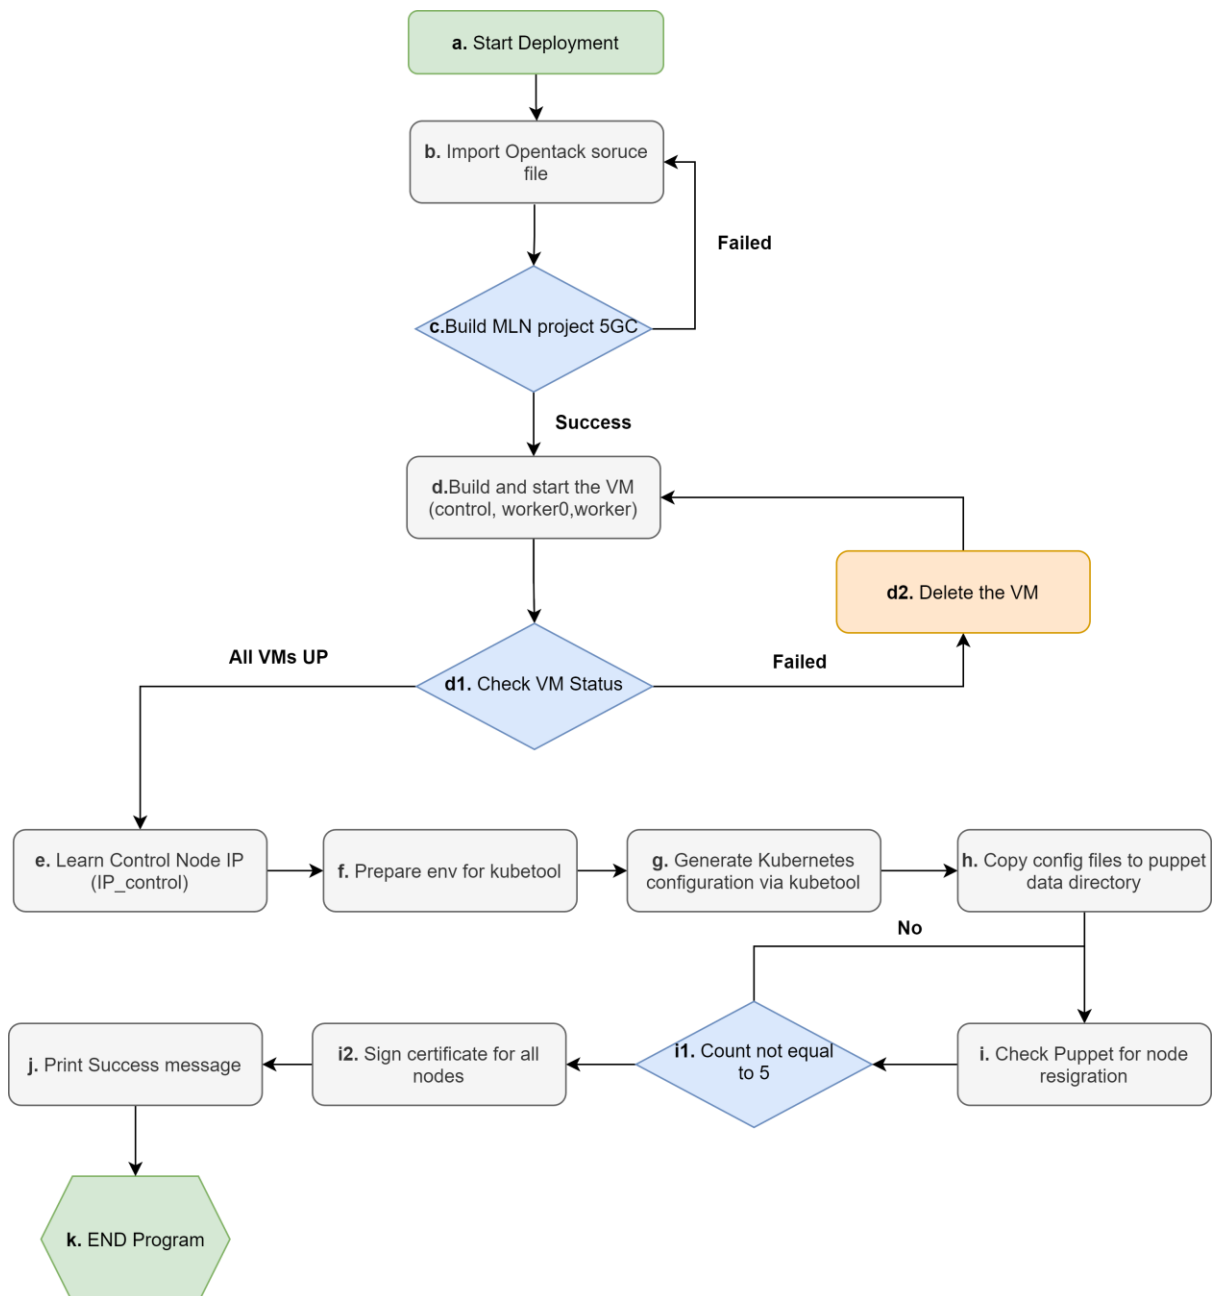 a. Start Deployment
b. Import Opentack soruce
file
Failed
c.Build MLN project 5GC
Success
d.Build and start the VM
(control, worker0,worker)
d2. Delete the VM
All VMs UP
Failed
d1. Check VM Status
e. Learn Control Node IP
(IP_control)
f. Prepare env for kubetool
g. Generate Kubernetes
configuration via kubetool
h. Copy config files to puppet
data directory
No
j. Print Success message
i2. Sign certificate for all
nodes
i1. Count not equal
to 5
i. Check Puppet for node
resigration
k. END Program